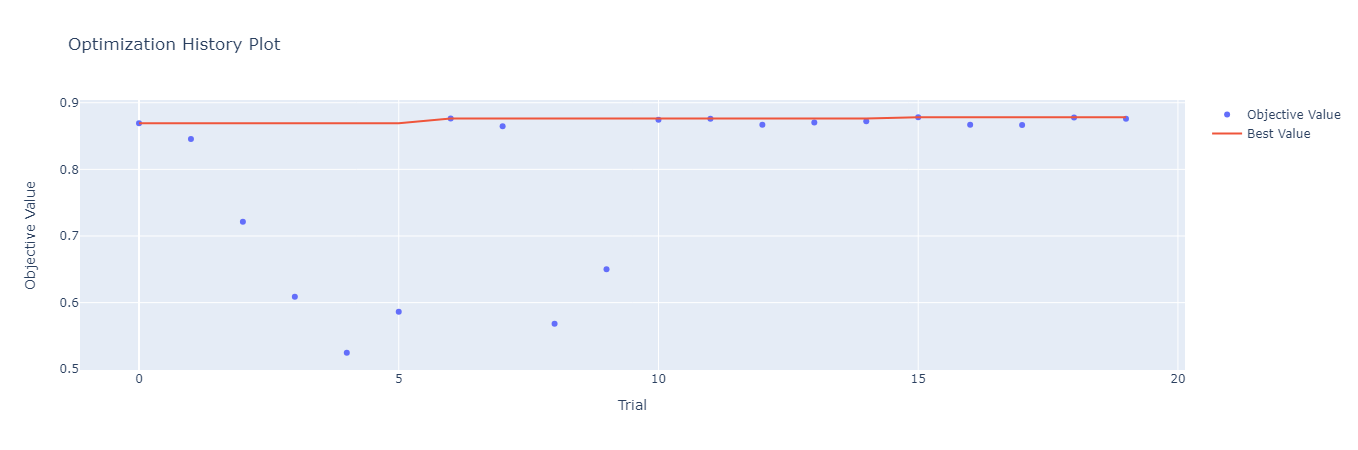 Optimization History Plot
0.9
0.8
0.7
0.6
0.5
Objective Value
0 5 10 15 20
Trial
Objective Value
Best Value